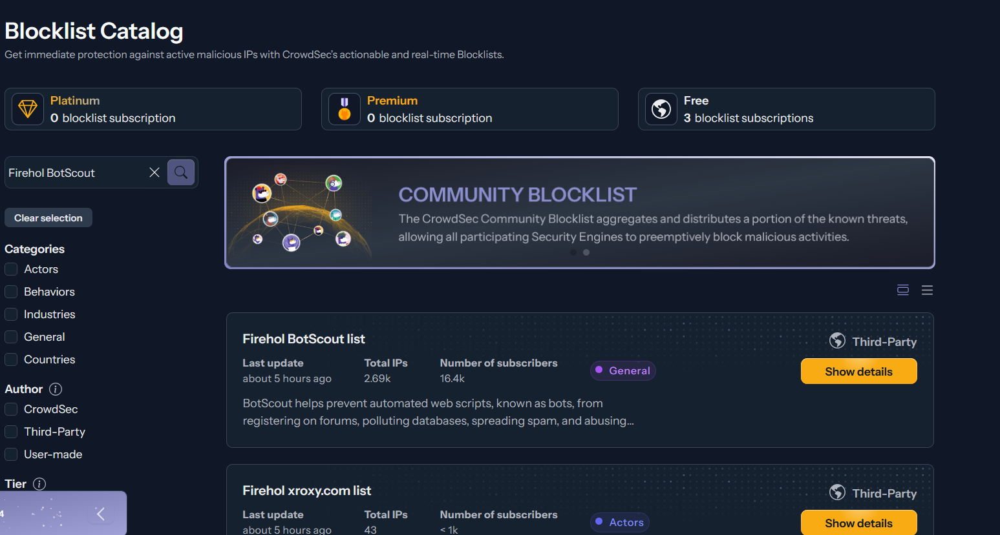 Blocklist Catalog
Get immediate protection against active malicious IPs with CrowdSec's actionable and real-time Blocklists.
Platinum
0 blocklist subscription
Premium
0 blocklist subscription
Free
3 blocklist subscriptions
Firehol BotScout
Clear selection
Categories
Actors
Behaviors
Industries
General
Countries
Author
CrowdSec
Third-Party
User-made
Tier
4
COMMUNITY BLOCKLIST
The CrowdSec Community Blocklist aggregates and distributes a portion of the known threats,
allowing all participating Security Engines to preemptively block malicious activities.
Firehol BotScout list
Third-Party
Last update Total IPs Number of subscribers
General
Show details
about 5 hours ago 2.69k 16.4k
BotScout helps prevent automated web scripts, known as bots, from
registering on forums, polluting databases, spreading spam, and abusing...
Firehol xroxy.com list
Third-Party
Last update Total IPs Number of subscribers
Actors
Show details
about 5 hours ago 43 < 1k